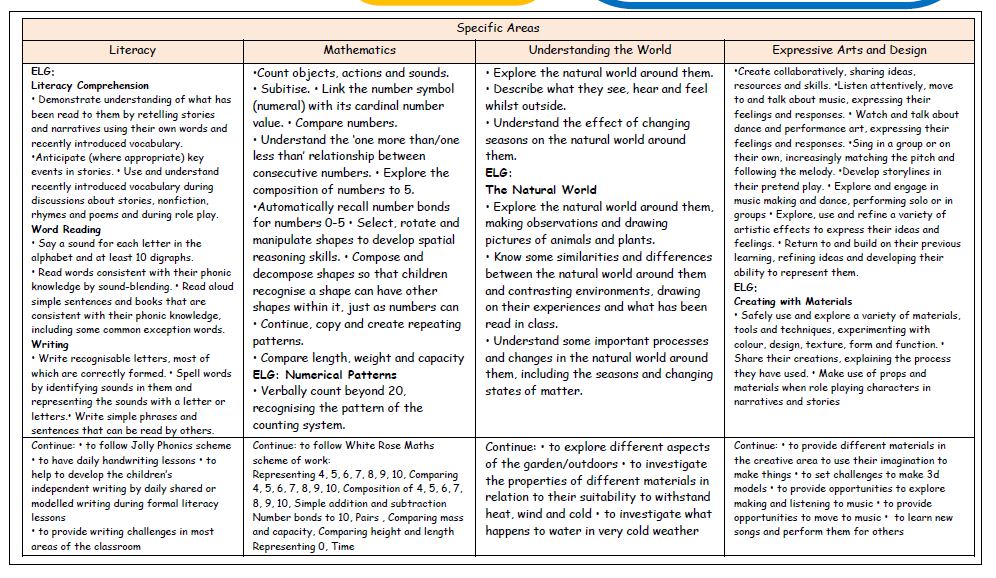 Specific Areas
Literacy
Mathematics
Understanding the World
Expressive Arts and Design
ELG:
Literacy Comprehension
• Demonstrate understanding of what has
been read to them by retelling stories
and narratives using their own words and
recently introduced vocabulary.
•Anticipate (where appropriate) key
events in stories. • Use and understand
recently introduced vocabulary during
discussions about stories, nonfiction,
rhymes and poems and during role play.
Word Reading
• Say a sound for each letter in the
alphabet and at least 10 digraphs.
• Read words consistent with their phonic
knowledge by sound-blending. • Read aloud
simple sentences and books that are
consistent with their phonic knowledge,
including some common exception words.
Writing
• Write recognisable letters, most of
which are correctly formed. • Spell words
by identifying sounds in them and
representing the sounds with a letter or
letters.• Write simple phrases and
sentences that can be read by others.
•Count objects, actions and sounds.
• Subitise. • Link the number symbol
(numeral) with its cardinal number
value. • Compare numbers.
• Understand the ‘one more than/one
less than’ relationship between
consecutive numbers. • Explore the
composition of numbers to 5.
•Automatically recall number bonds
for numbers 0–5 • Select, rotate and
manipulate shapes to develop spatial
reasoning skills. • Compose and
decompose shapes so that children
recognise a shape can have other
shapes within it, just as numbers can
• Continue, copy and create repeating
patterns.
• Compare length, weight and capacity
ELG: Numerical Patterns
• Verbally count beyond 20,
recognising the pattern of the
counting system.
• Explore the natural world around them.
• Describe what they see, hear and feel
whilst outside.
• Understand the effect of changing
seasons on the natural world around
them.
ELG:
The Natural World
• Explore the natural world around them,
making observations and drawing
pictures of animals and plants.
• Know some similarities and differences
between the natural world around them
and contrasting environments, drawing
on their experiences and what has been
read in class.
• Understand some important processes
and changes in the natural world around
them, including the seasons and changing
states of matter.
•Create collaboratively, sharing ideas,
resources and skills. •Listen attentively, move
to and talk about music, expressing their
feelings and responses. • Watch and talk about
dance and performance art, expressing their
feelings and responses. •Sing in a group or on
their own, increasingly matching the pitch and
following the melody. •Develop storylines in
their pretend play. • Explore and engage in
music making and dance, performing solo or in
groups • Explore, use and refine a variety of
artistic effects to express their ideas and
feelings. • Return to and build on their previous
learning, refining ideas and developing their
ability to represent them.
ELG:
Creating with Materials
• Safely use and explore a variety of materials,
tools and techniques, experimenting with
colour, design, texture, form and function. •
Share their creations, explaining the process
they have used. • Make use of props and
materials when role playing characters in
narratives and stories
Continue: • to follow Jolly Phonics scheme
• to have daily handwriting lessons • to
help to develop the children’s
independent writing by daily shared or
modelled writing during formal literacy
lessons
• to provide writing challenges in most
areas of the classroom
Continue: to follow White Rose Maths
scheme of work:
Representing 4, 5, 6, 7, 8, 9, 10, Comparing
4, 5, 6, 7, 8, 9, 10, Composition of 4, 5, 6, 7,
8, 9, 10, Simple addition and subtraction
Number bonds to 10, Pairs , Comparing mass
and capacity, Comparing height and length
Representing 0, Time
Continue: • to explore different aspects
of the garden/outdoors • to investigate
the properties of different materials in
relation to their suitability to withstand
heat, wind and cold • to investigate what
happens to water in very cold weather
Continue: • to provide different materials in
the creative area to use their imagination to
make things • to set challenges to make 3d
models • to provide opportunities to explore
making and listening to music • to provide
opportunities to move to music • to learn new
songs and perform them for others